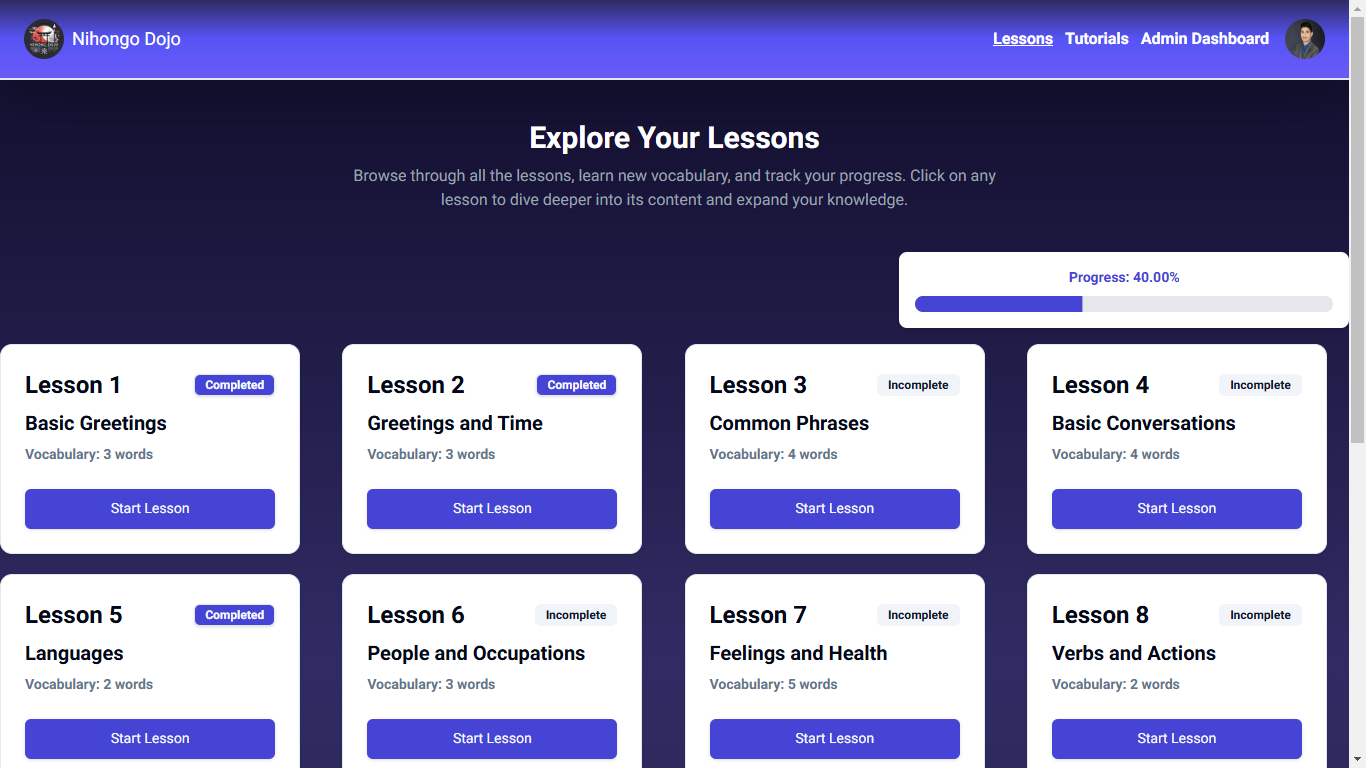 Nihongo Dojo
Lessons Tutorials Admin Dashboard
Explore Your Lessons
Browse through all the lessons, learn new vocabulary, and track your progress. Click on any
lesson to dive deeper into its content and expand your knowledge.
Progress: 40.00%
Lesson 1 Completed
Basic Greetings
Vocabulary: 3 words
Start Lesson
Lesson 2 Completed
Greetings and Time
Vocabulary: 3 words
Start Lesson
Lesson 3 Incomplete
Common Phrases
Vocabulary: 4 words
Start Lesson
Lesson 4 Incomplete
Basic Conversations
Vocabulary: 4 words
Start Lesson
Lesson 5 Completed
Languages
Vocabulary: 2 words
Start Lesson
Lesson 6 Incomplete
People and Occupations
Vocabulary: 3 words
Start Lesson
Lesson 7 Incomplete
Feelings and Health
Vocabulary: 5 words
Start Lesson
Lesson 8 Incomplete
Verbs and Actions
Vocabulary: 2 words
Start Lesson